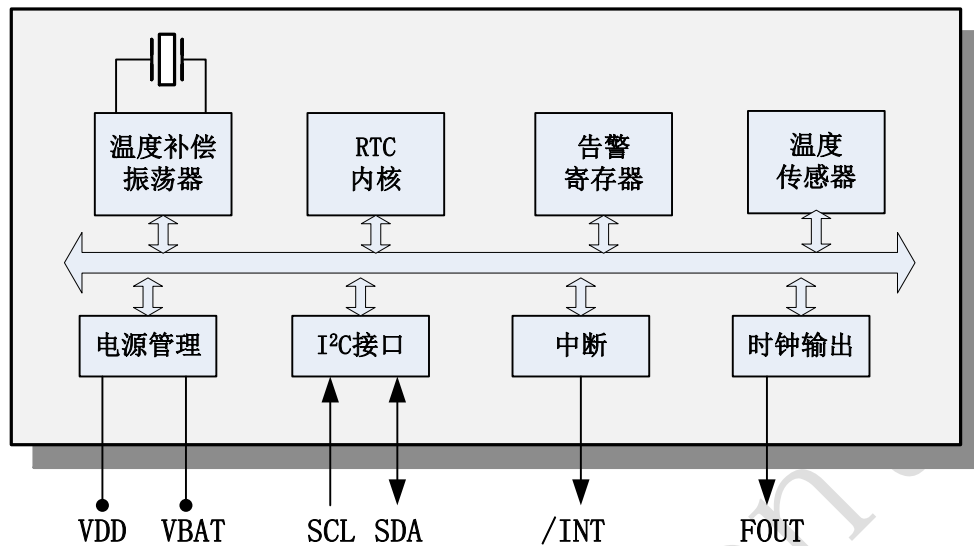 温度补偿
振荡器
RTC
内核
告警
寄存器
温度
传感器
电源管理
I²C接口
中断
时钟输出
VDD
VBAT
SCL
SDA
/INT
FOUT